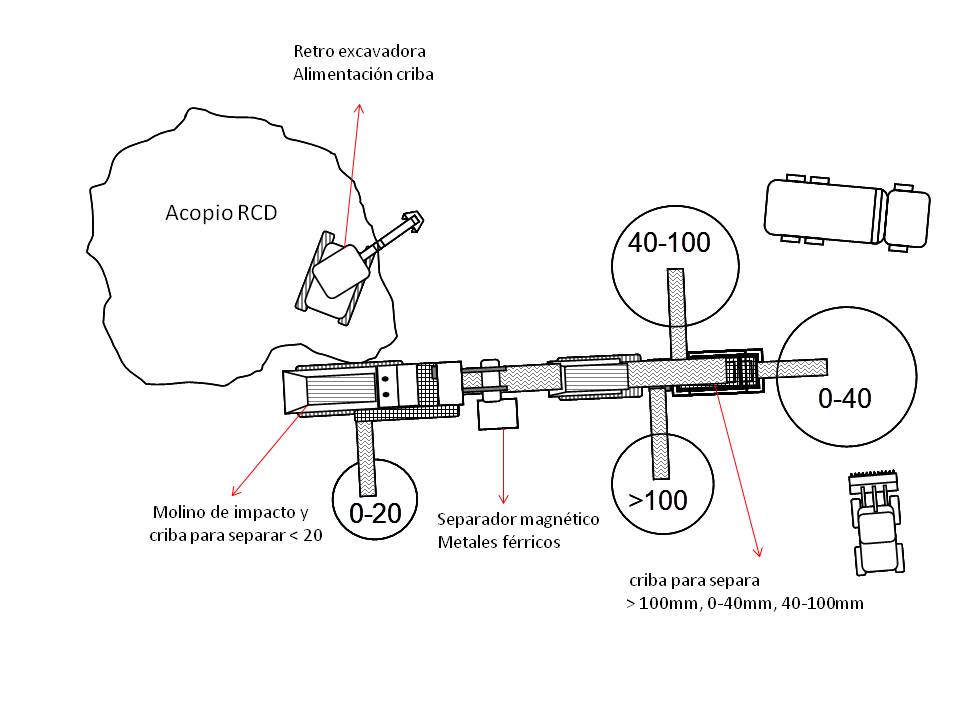 Retro excavadora
Alimentación criba
Acopio RCD
40-100
0-40
>100
0-20
Molino de impacto y
criba para separar < 20
Separador magnético
Metales férricos
criba para separa
> 100mm, 0-40mm, 40-100mm